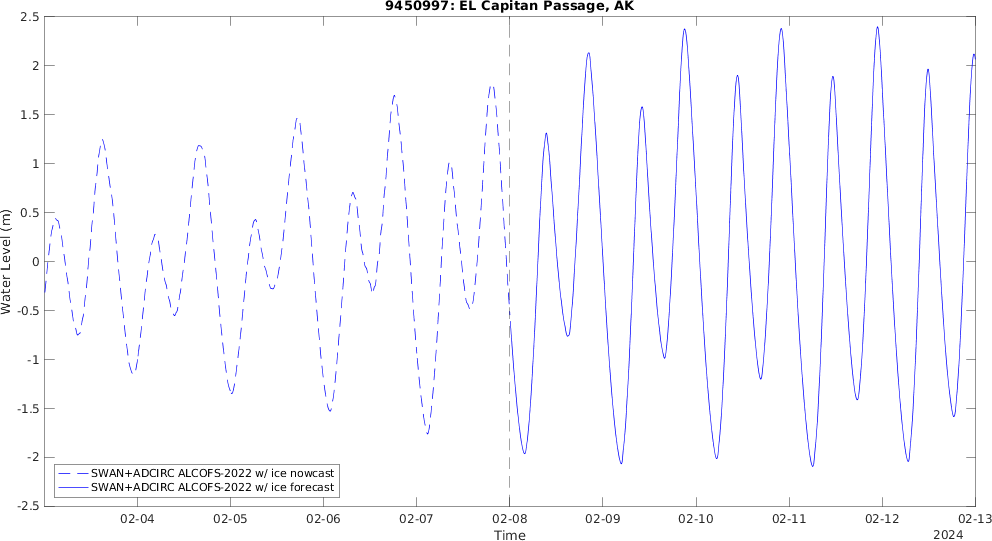 9450997: EL Capitan Passage, AK
2.5
2
1.5
1
0.5
0
-0.5
-1
-1.5
-2
-2.5
Water Level (m)
SWAN+ADCIRC ALCOFS-2022 w/ ice nowcast
SWAN+ADCIRC ALCOFS-2022 w/ ice forecast
02-04 02-05 02-06 02-07 02-08 02-09 02-10 02-11 02-12 02-13
Time
2024